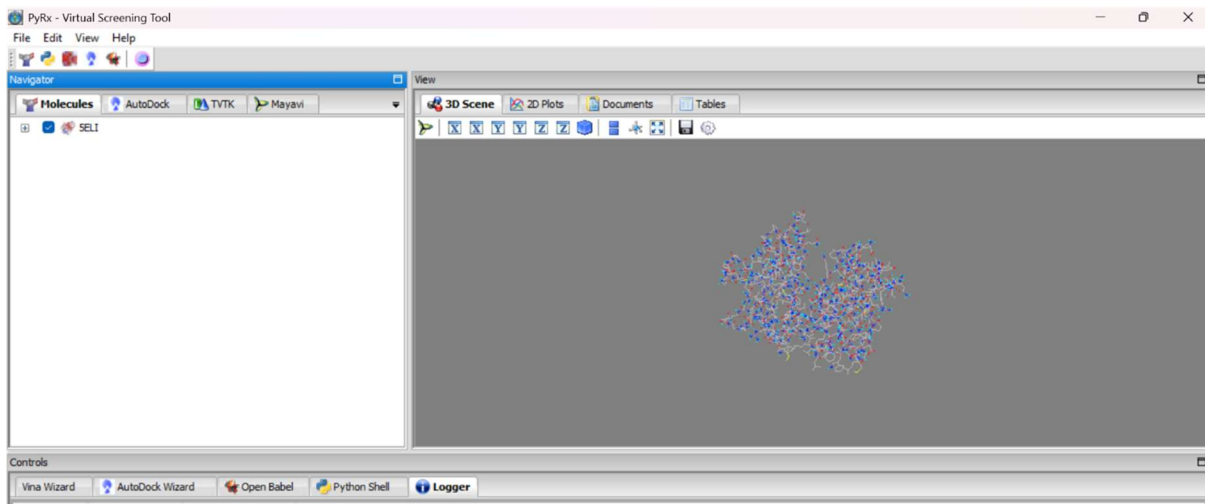 PyRx - Virtual Screening Tool
File Edit View Help
Navigator
View
Molecules AutoDock TVTK Mayavi
3D Scene 2D Plots Documents Tables
X X Y Y Z Z
5ELI
Controls
Vina Wizard AutoDock Wizard Open Babel Python Shell Logger